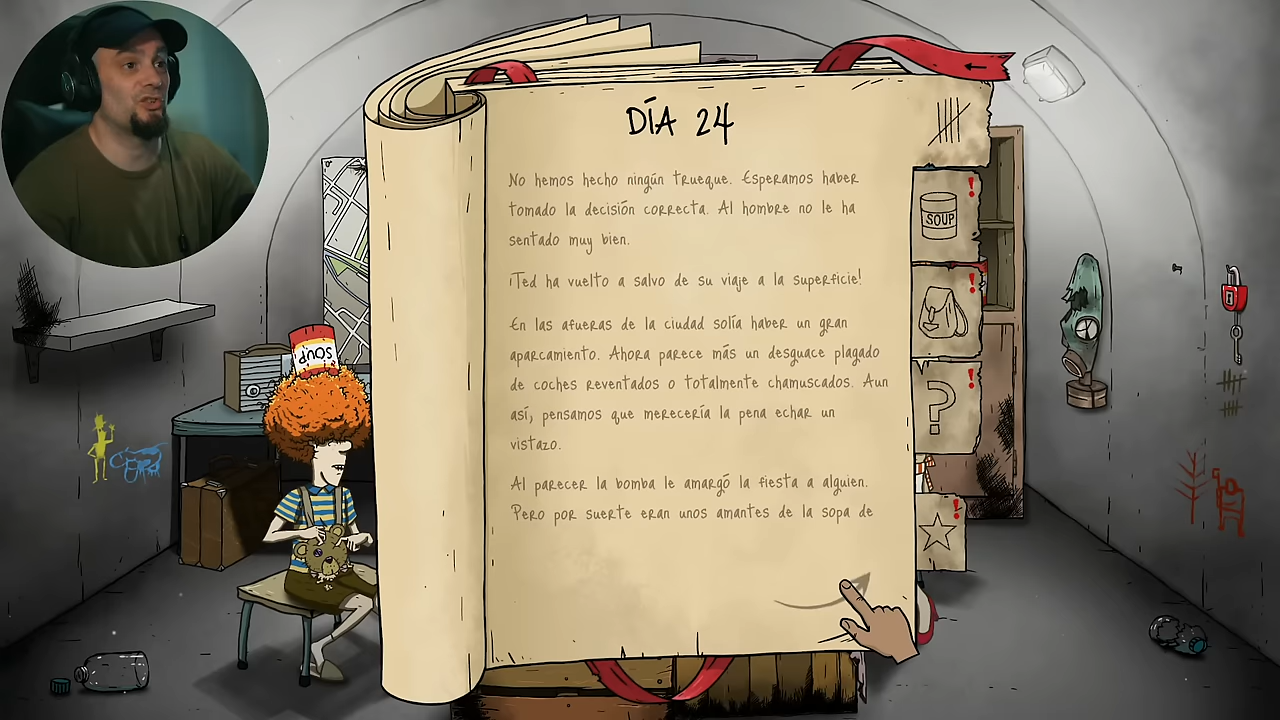 DÍA 24
No hemos hecho ningún trueque. Esperamos haber
tomado la decisión correcta. Al hombre no le ha
sentado muy bien.
¡Ted ha vuelto a salvo de su viaje a la superficie!
En las afueras de la ciudad solía haber un gran
aparcamiento. Ahora parece más un desguace plagado
de coches reventados o totalmente chamuscados. Aun
así, pensamos que merecería la pena echar un
vistazo.
Al parecer la bomba le amargó la fiesta a alguien.
Pero por suerte eran unos amantes de la sopa de
SOUP
!
!
?
!
!
SOUP